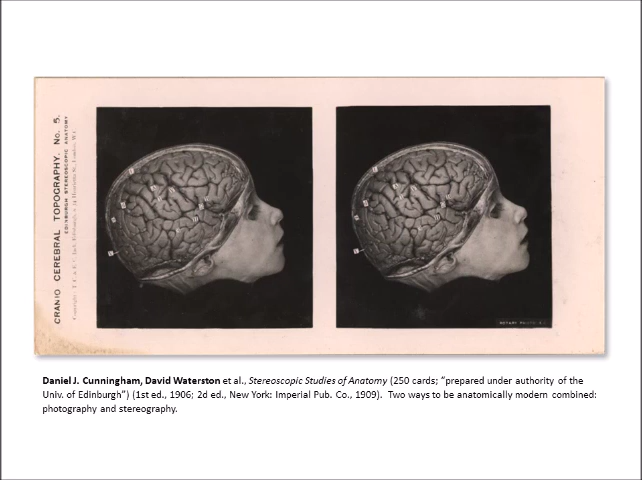 CRANIO CEREBRAL TOPOGRAPHY. No. 5.
EDINBURGH STEREOSCOPIC ANATOMY
Daniel J. Cunningham, David Waterston et al., Stereoscopic Studies of Anatomy (250 cards; “prepared under authority of the
Univ. of Edinburgh”) (1st ed., 1906; 2d ed., New York: Imperial Pub. Co., 1909).  Two ways to be anatomically modern combined:
photography and stereography.